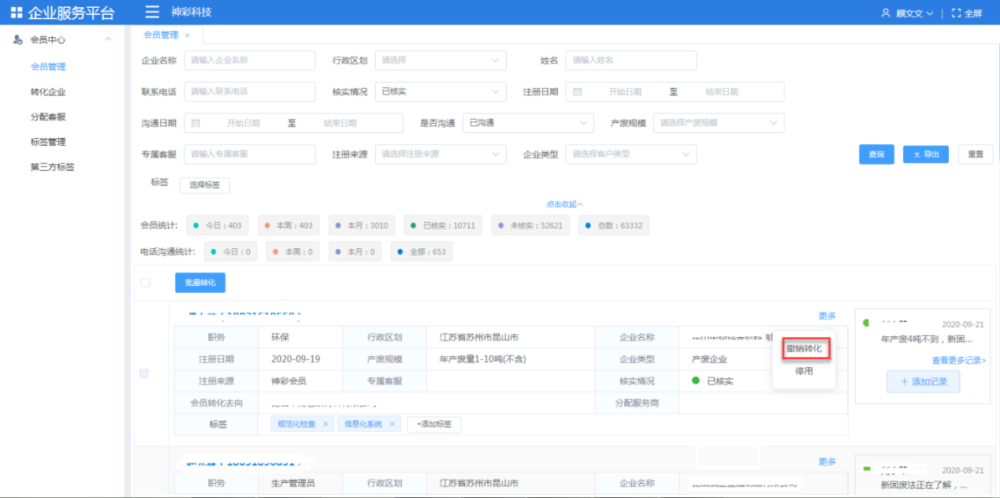 企业服务平台 神彩科技 顾文文 全屏
会员中心
会员管理
转化企业
分配客服
标签管理
第三方标签
会员管理 ×
企业名称 请输入企业名称 行政区划 请选择 姓名 请输入姓名
联系电话 请输入联系电话 核实情况 已核实 注册日期 开始日期 至 结束日期
沟通日期 开始日期 至 结束日期 是否沟通 已沟通 产废规模 请选择产废规模
专属客服 请输入专属客服 注册来源 请选择注册来源 企业类型 请选择客户类型 查询 导出 重置
标签 选择标签
点击收起
会员统计: 今日:403 本周:403 本月:3010 已核实:10711 未核实:52621 总数:63332
电话沟通统计: 今日:0 本周:0 本月:0 全部:653
批量转化
更多
职务 环保 行政区划 江苏省苏州市昆山市 企业名称
注册日期 2020-09-19 产废规模 年产废量1-10吨(不含) 企业类型 产废企业
注册来源 神彩会员 专属客服 核实情况 已核实
会员转化去向 分配服务商
标签 规范化检查 × 信息化系统 × +添加标签
撤销转化
停用
2020-09-21
年产废4吨不到，新固...
查看更多记录>
+ 添加记录
更多
职务 生产管理员 行政区划 江苏省苏州市昆山市 企业名称
2020-09-21
新固废法正在了解，...